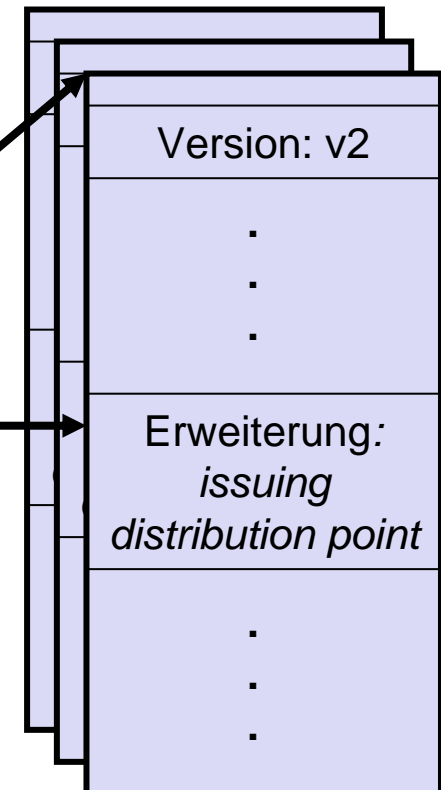 Version: v2
.
.
.
Erweiterung:
issuing
distribution point
.
.
.